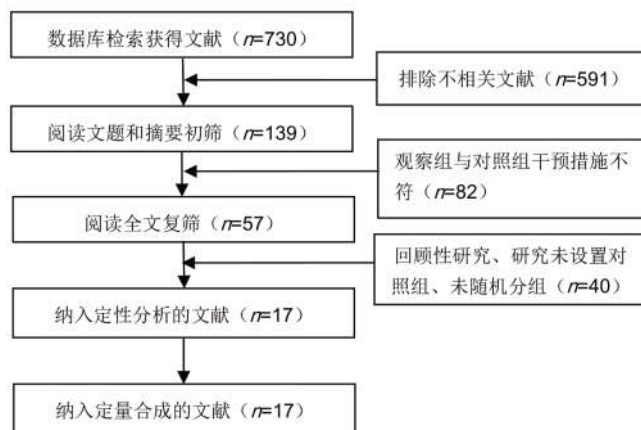 数据库检索获得文献（n=730）
排除不相关文献（n=591）
阅读文题和摘要初筛（n=139）
观察组与对照组干预措施不
符（n=82）
阅读全文复筛（n=57）
回顾性研究、研究未设置对
照组、未随机分组（n=40）
纳入定性分析的文献（n=17）
纳入定量合成的文献（n=17）